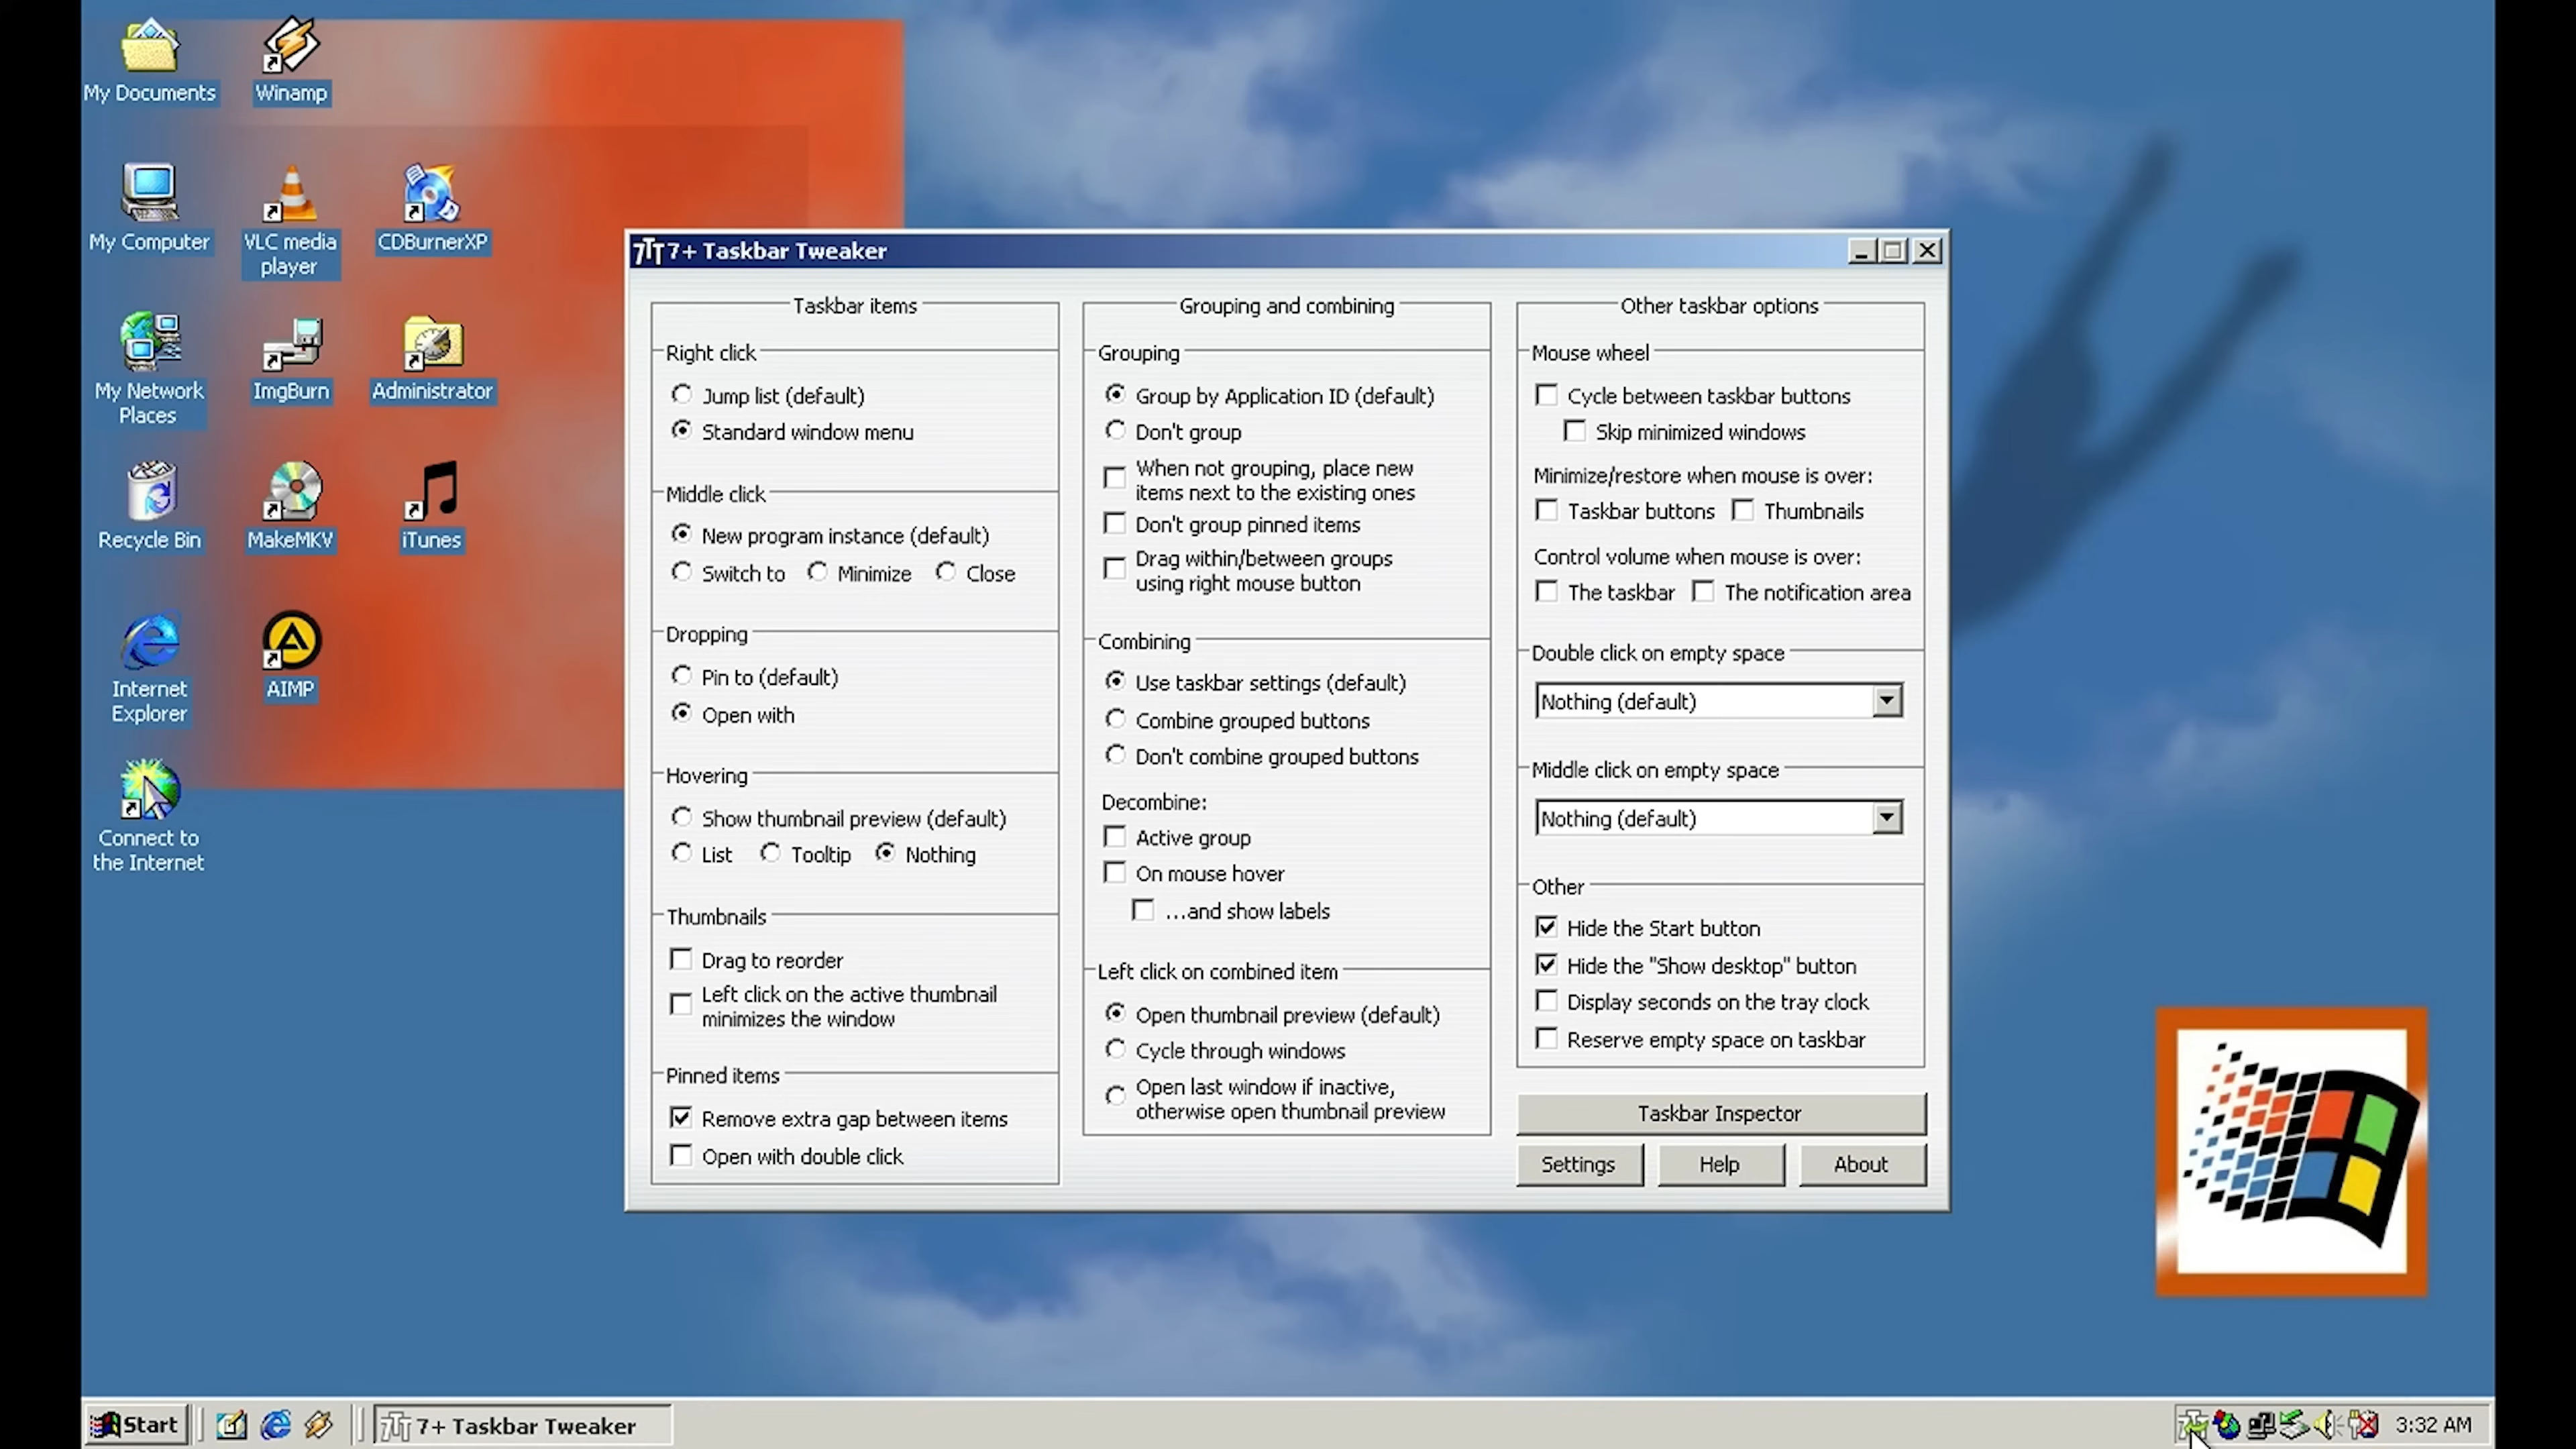 My Documents
Winamp
My Computer
VLC media
player
CDBurnerXP
My Network
Places
ImgBurn
Administrator
Recycle Bin
MakeMKV
iTunes
Internet
Explorer
AIMP
Connect to
the Internet
7+ Taskbar Tweaker
Taskbar items
Right click
Jump list (default)
Standard window menu
Middle click
New program instance (default)
Switch to Minimize Close
Dropping
Pin to (default)
Open with
Hovering
Show thumbnail preview (default)
List Tooltip Nothing
Thumbnails
Drag to reorder
Left click on the active thumbnail
minimizes the window
Pinned items
Remove extra gap between items
Open with double click
Grouping and combining
Grouping
Group by Application ID (default)
Don't group
When not grouping, place new
items next to the existing ones
Don't group pinned items
Drag within/between groups
using right mouse button
Combining
Use taskbar settings (default)
Combine grouped buttons
Don't combine grouped buttons
Decombine:
Active group
On mouse hover
...and show labels
Left click on combined item
Open thumbnail preview (default)
Cycle through windows
Open last window if inactive,
otherwise open thumbnail preview
Other taskbar options
Mouse wheel
Cycle between taskbar buttons
Skip minimized windows
Minimize/restore when mouse is over:
Taskbar buttons Thumbnails
Control volume when mouse is over:
The taskbar The notification area
Double click on empty space
Nothing (default)
Middle click on empty space
Nothing (default)
Other
Hide the Start button
Hide the "Show desktop" button
Display seconds on the tray clock
Reserve empty space on taskbar
Taskbar Inspector
Settings Help About
Start
7+ Taskbar Tweaker
3:32 AM